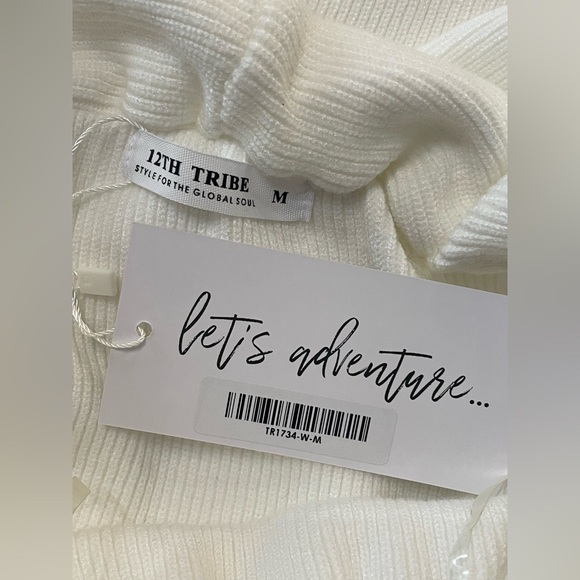 12TH TRIBE
STYLE FOR THE GLOBAL SOUL
M
let's adventure...
TR1734-W-M